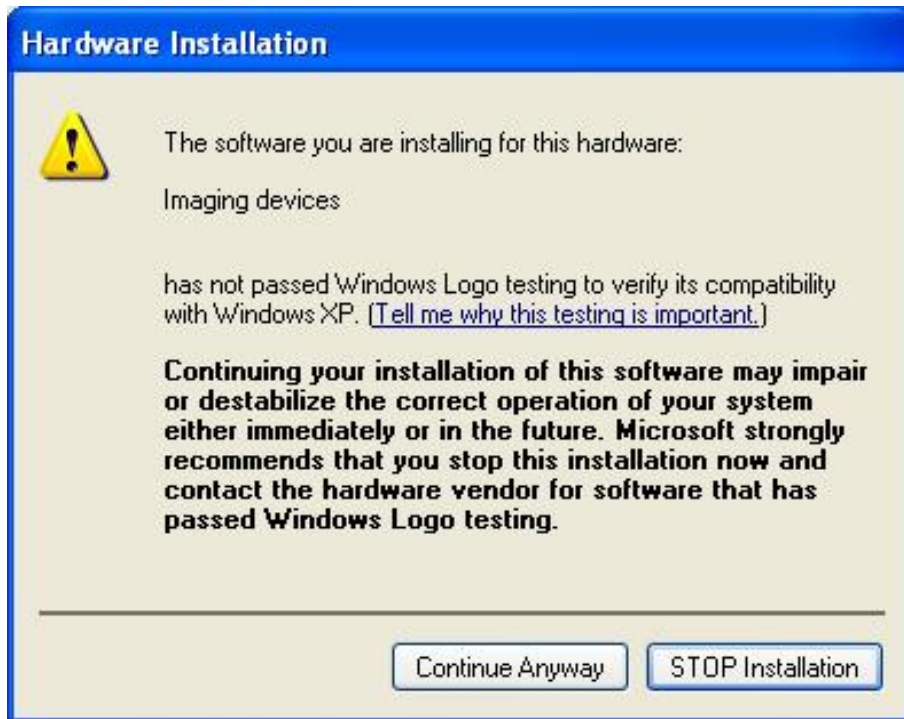 Hardware Installation
The software you are installing for this hardware:
Imaging devices
has not passed Windows Logo testing to verify its compatibility
with Windows XP. (Tell me why this testing is important.)
Continuing your installation of this software may impair
or destabilize the correct operation of your system
either immediately or in the future. Microsoft strongly
recommends that you stop this installation now and
contact the hardware vendor for software that has
passed Windows Logo testing.
Continue Anyway
STOP Installation